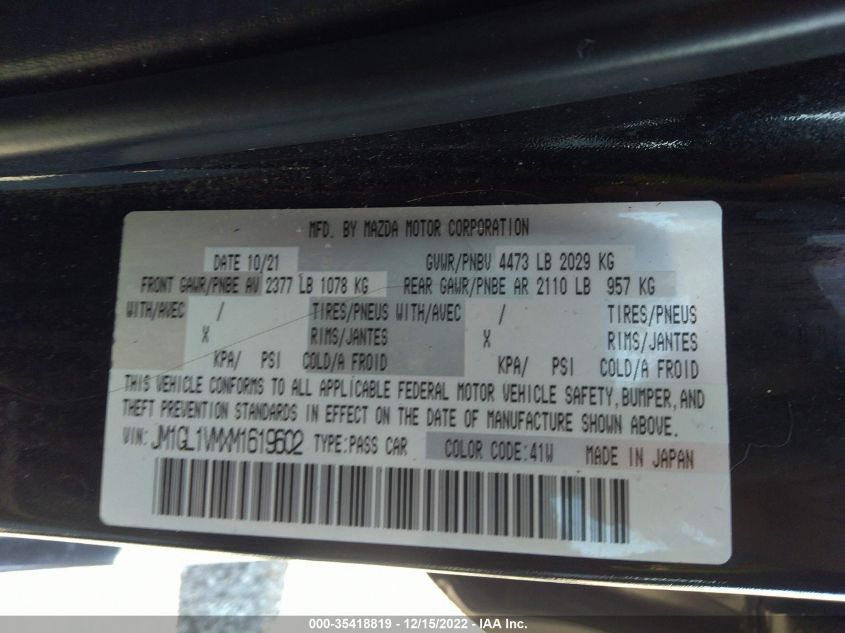 MFD. BY MAZDA MOTOR CORPORATION
DATE 10/21 GVWR/PNBV 4473 LB 2029 KG
FRONT GAWR/PNBE AV 2377 LB 1078 KG REAR GAWR/PNBE AR 2110 LB 957 KG
WITH/AVEC / TIRES/PNEUS WITH/AVEC / TIRES/PNEUS
X RIMS/JANTES X RIMS/JANTES
KPA/ PSI COLD/A FROID KPA/ PSI COLD/A FROID
THIS VEHICLE CONFORMS TO ALL APPLICABLE FEDERAL MOTOR VEHICLE SAFETY, BUMPER, AND
THEFT PREVENTION STANDARDS IN EFFECT ON THE DATE OF MANUFACTURE SHOWN ABOVE.
VIN: JM1GL1VMXM1619602 TYPE:PASS CAR COLOR CODE:41W MADE IN JAPAN
000-35418819 - 12/15/2022 - IAA Inc.